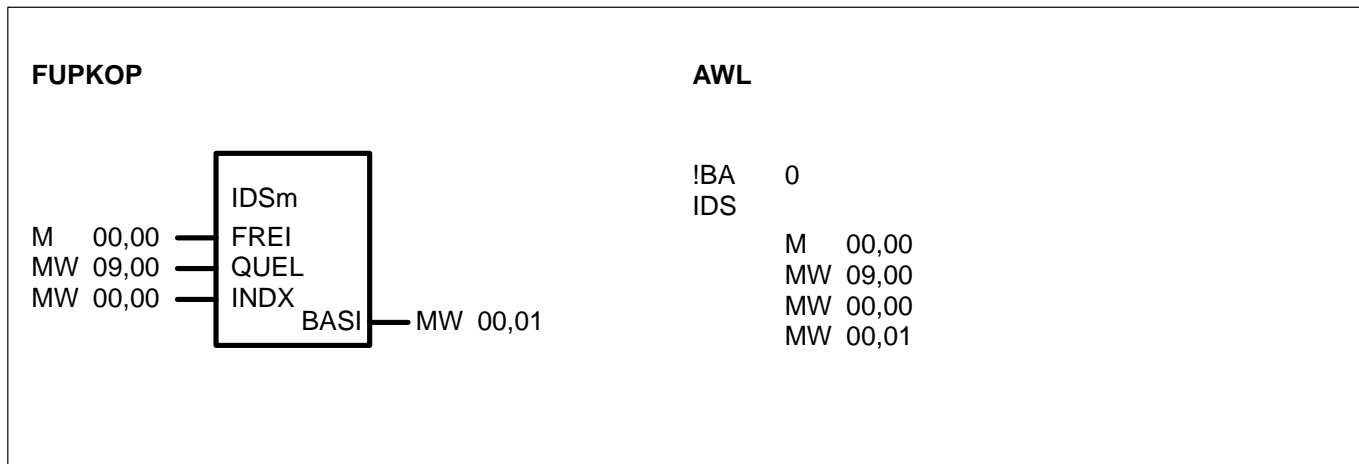 FUPKOP
IDSm
M 00,00 FREI
MW 09,00 QUEL
MW 00,00 INDX
BASI MW 00,01
AWL
!BA 0
IDS
M 00,00
MW 09,00
MW 00,00
MW 00,01